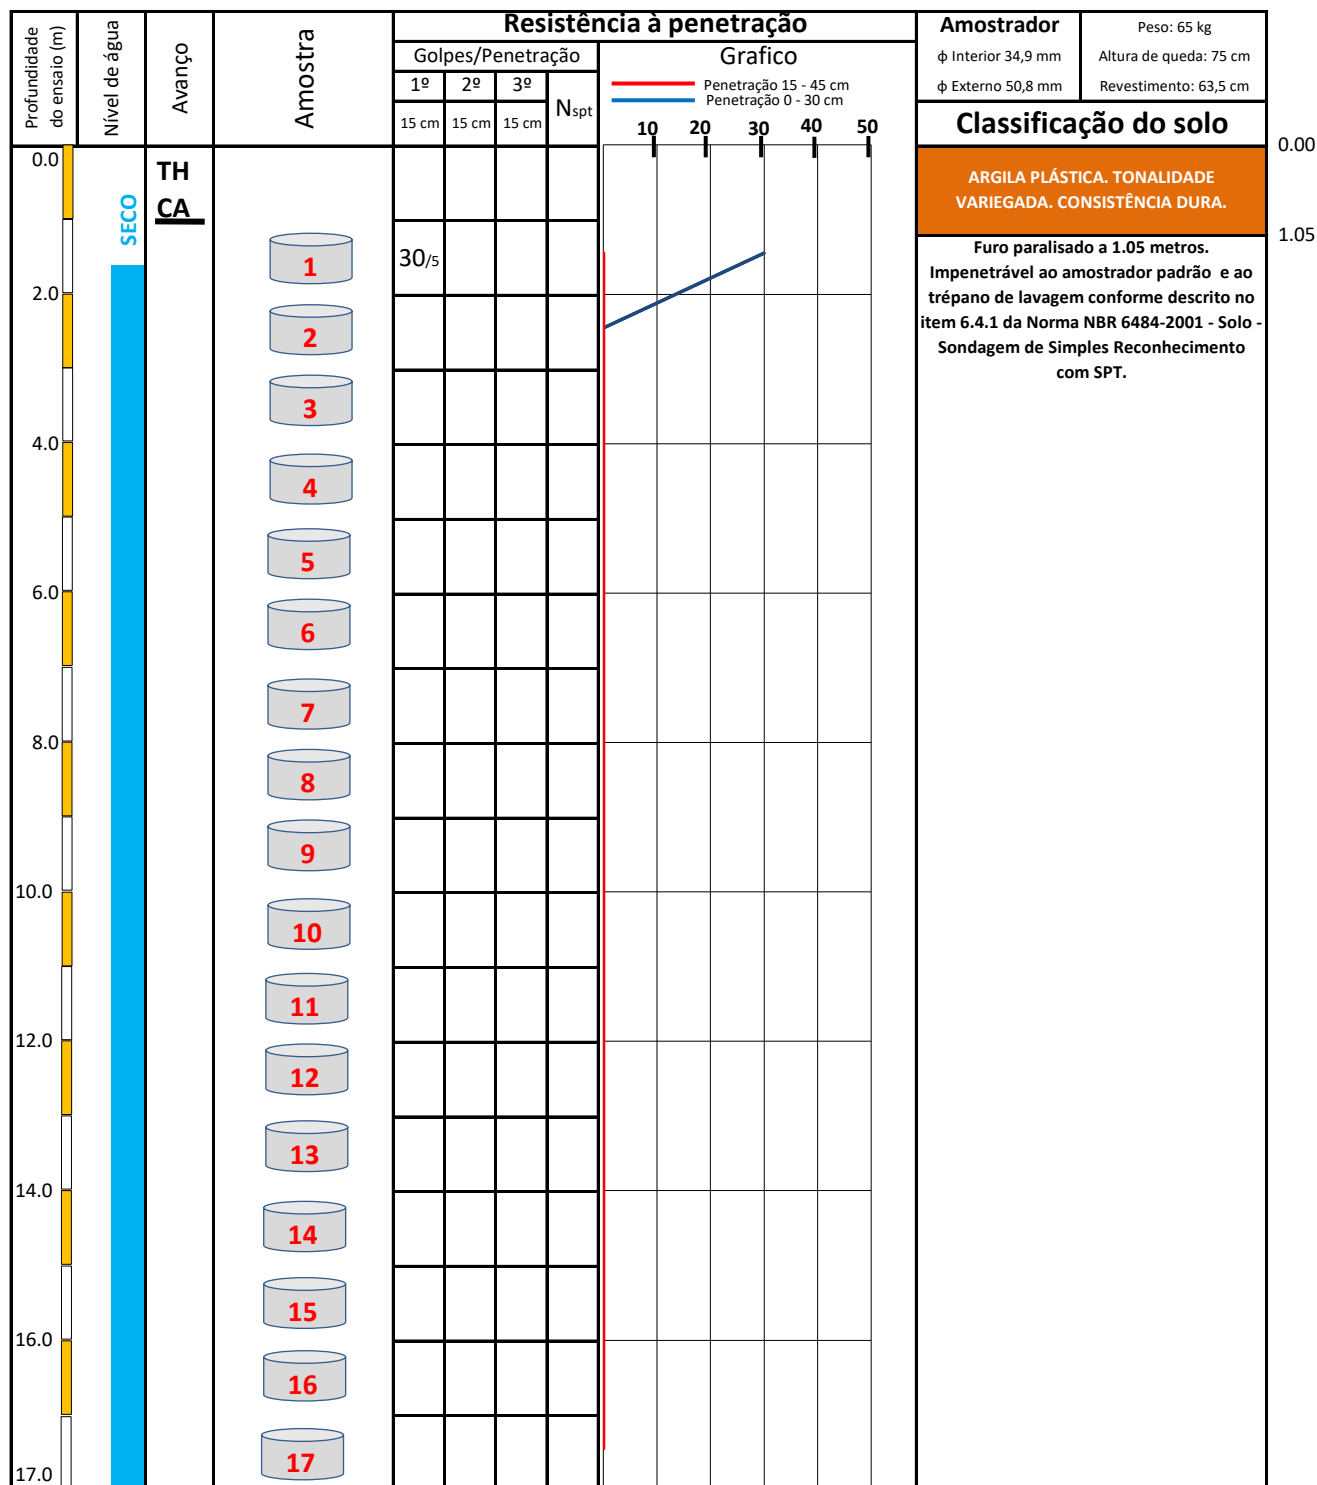 Profundidade
do ensaio (m)
Nível de água
Avanço
Amostra
Resistência à penetração
Golpes/Penetração
1º 2º 3º
15 cm 15 cm 15 cm
Nspt
Grafico
Penetração 15 - 45 cm
Penetração 0 - 30 cm
10 20 30 40 50
Amostrador
ϕ Interior 34,9 mm
ϕ Externo 50,8 mm
Peso: 65 kg
Altura de queda: 75 cm
Revestimento: 63,5 cm
Classificação do solo
0.00
0.0
TH
CA
SECO
ARGILA PLÁSTICA. TONALIDADE
VARIEGADA. CONSISTÊNCIA DURA.
1.05
1
30/5
Furo paralisado a 1.05 metros.
Impenetrável ao amostrador padrão e ao
trépano de lavagem conforme descrito no
item 6.4.1 da Norma NBR 6484-2001 - Solo -
Sondagem de Simples Reconhecimento
com SPT.
2.0
2
3
4.0
4
5
6.0
6
7
8.0
8
9
10.0
10
11
12.0
12
13
14.0
14
15
16.0
16
17
17.0